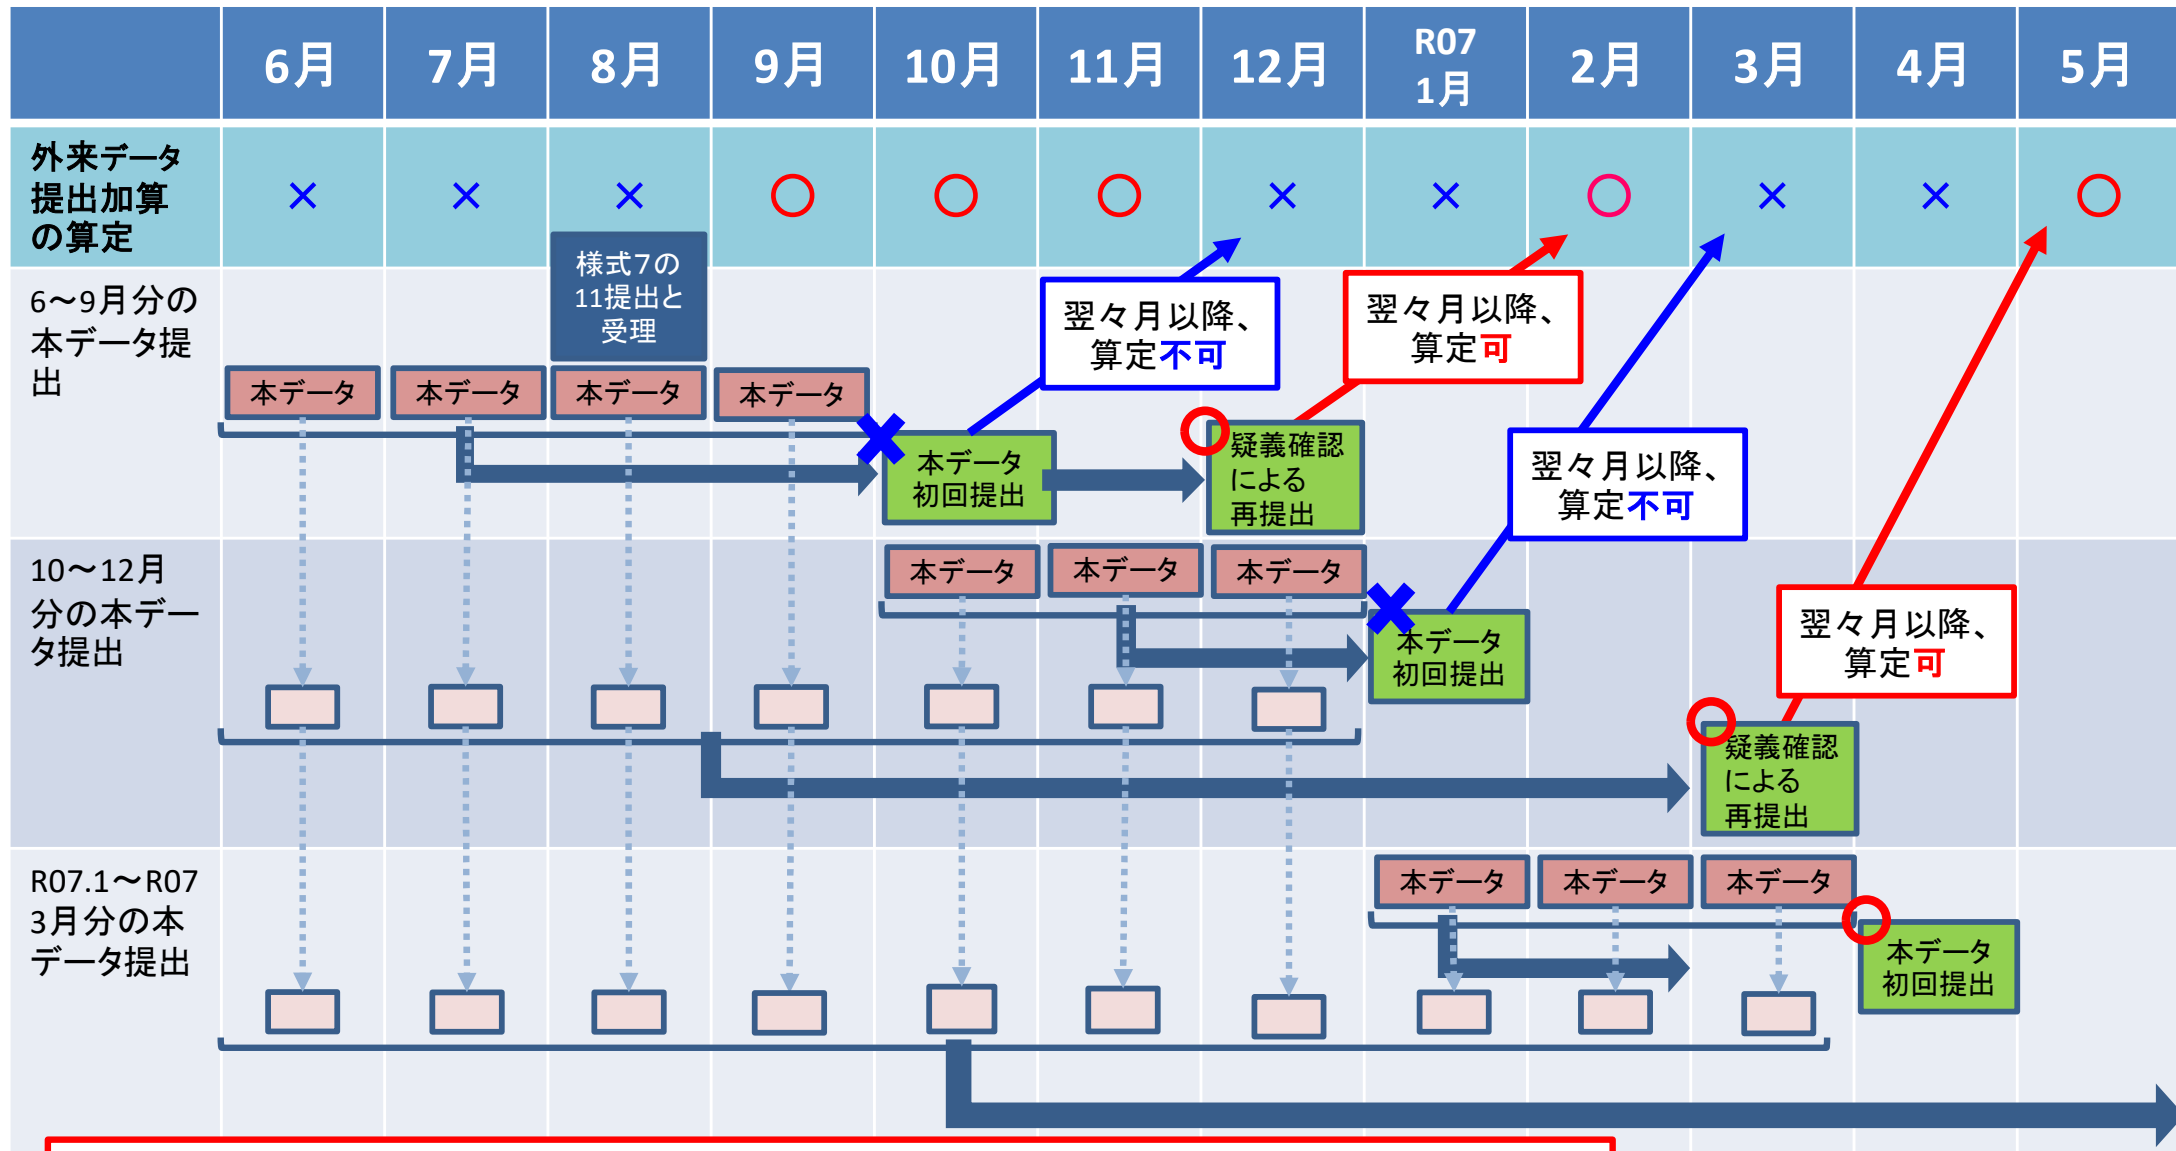 6月
7月
8月
9月
10月
11月
12月
R07
1月
2月
3月
4月
5月
外来データ
提出加算
の算定
×
×
×
○
○
○
×
×
○
×
×
○
6〜9月分の
本データ提
出
様式7の
11提出と
受理
翌々月以降、
算定不可
翌々月以降、
算定可
本データ
本データ
本データ
本データ
本データ
初回提出
疑義確認
による
再提出
翌々月以降、
算定不可
10〜12月
分の本デー
タ提出
本データ
本データ
本データ
本データ
初回提出
翌々月以降、
算定可
疑義確認
による
再提出
R07.1〜R07
3月分の本
データ提出
本データ
本データ
本データ
本データ
初回提出